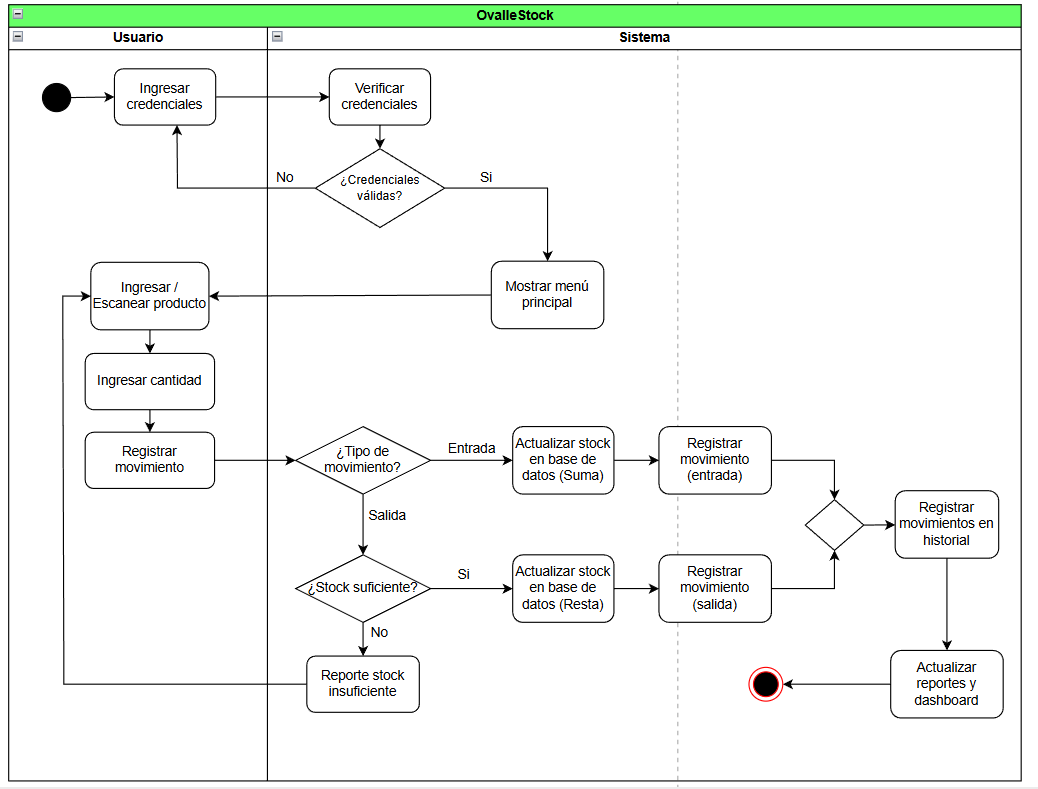 OvalleStock
Usuario
Sistema
Ingresar
credenciales
Verificar
credenciales
¿Credenciales
válidas?
No
Si
Mostrar menú
principal
Ingresar /
Escanear producto
Ingresar cantidad
Registrar
movimiento
¿Tipo de
movimiento?
Entrada
Actualizar stock
en base de
datos (Suma)
Registrar
movimiento
(entrada)
Salida
Registrar
movimientos en
historial
¿Stock suficiente?
Si
Actualizar stock
en base de
datos (Resta)
Registrar
movimiento
(salida)
No
Reporte stock
insuficiente
Actualizar
reportes y
dashboard